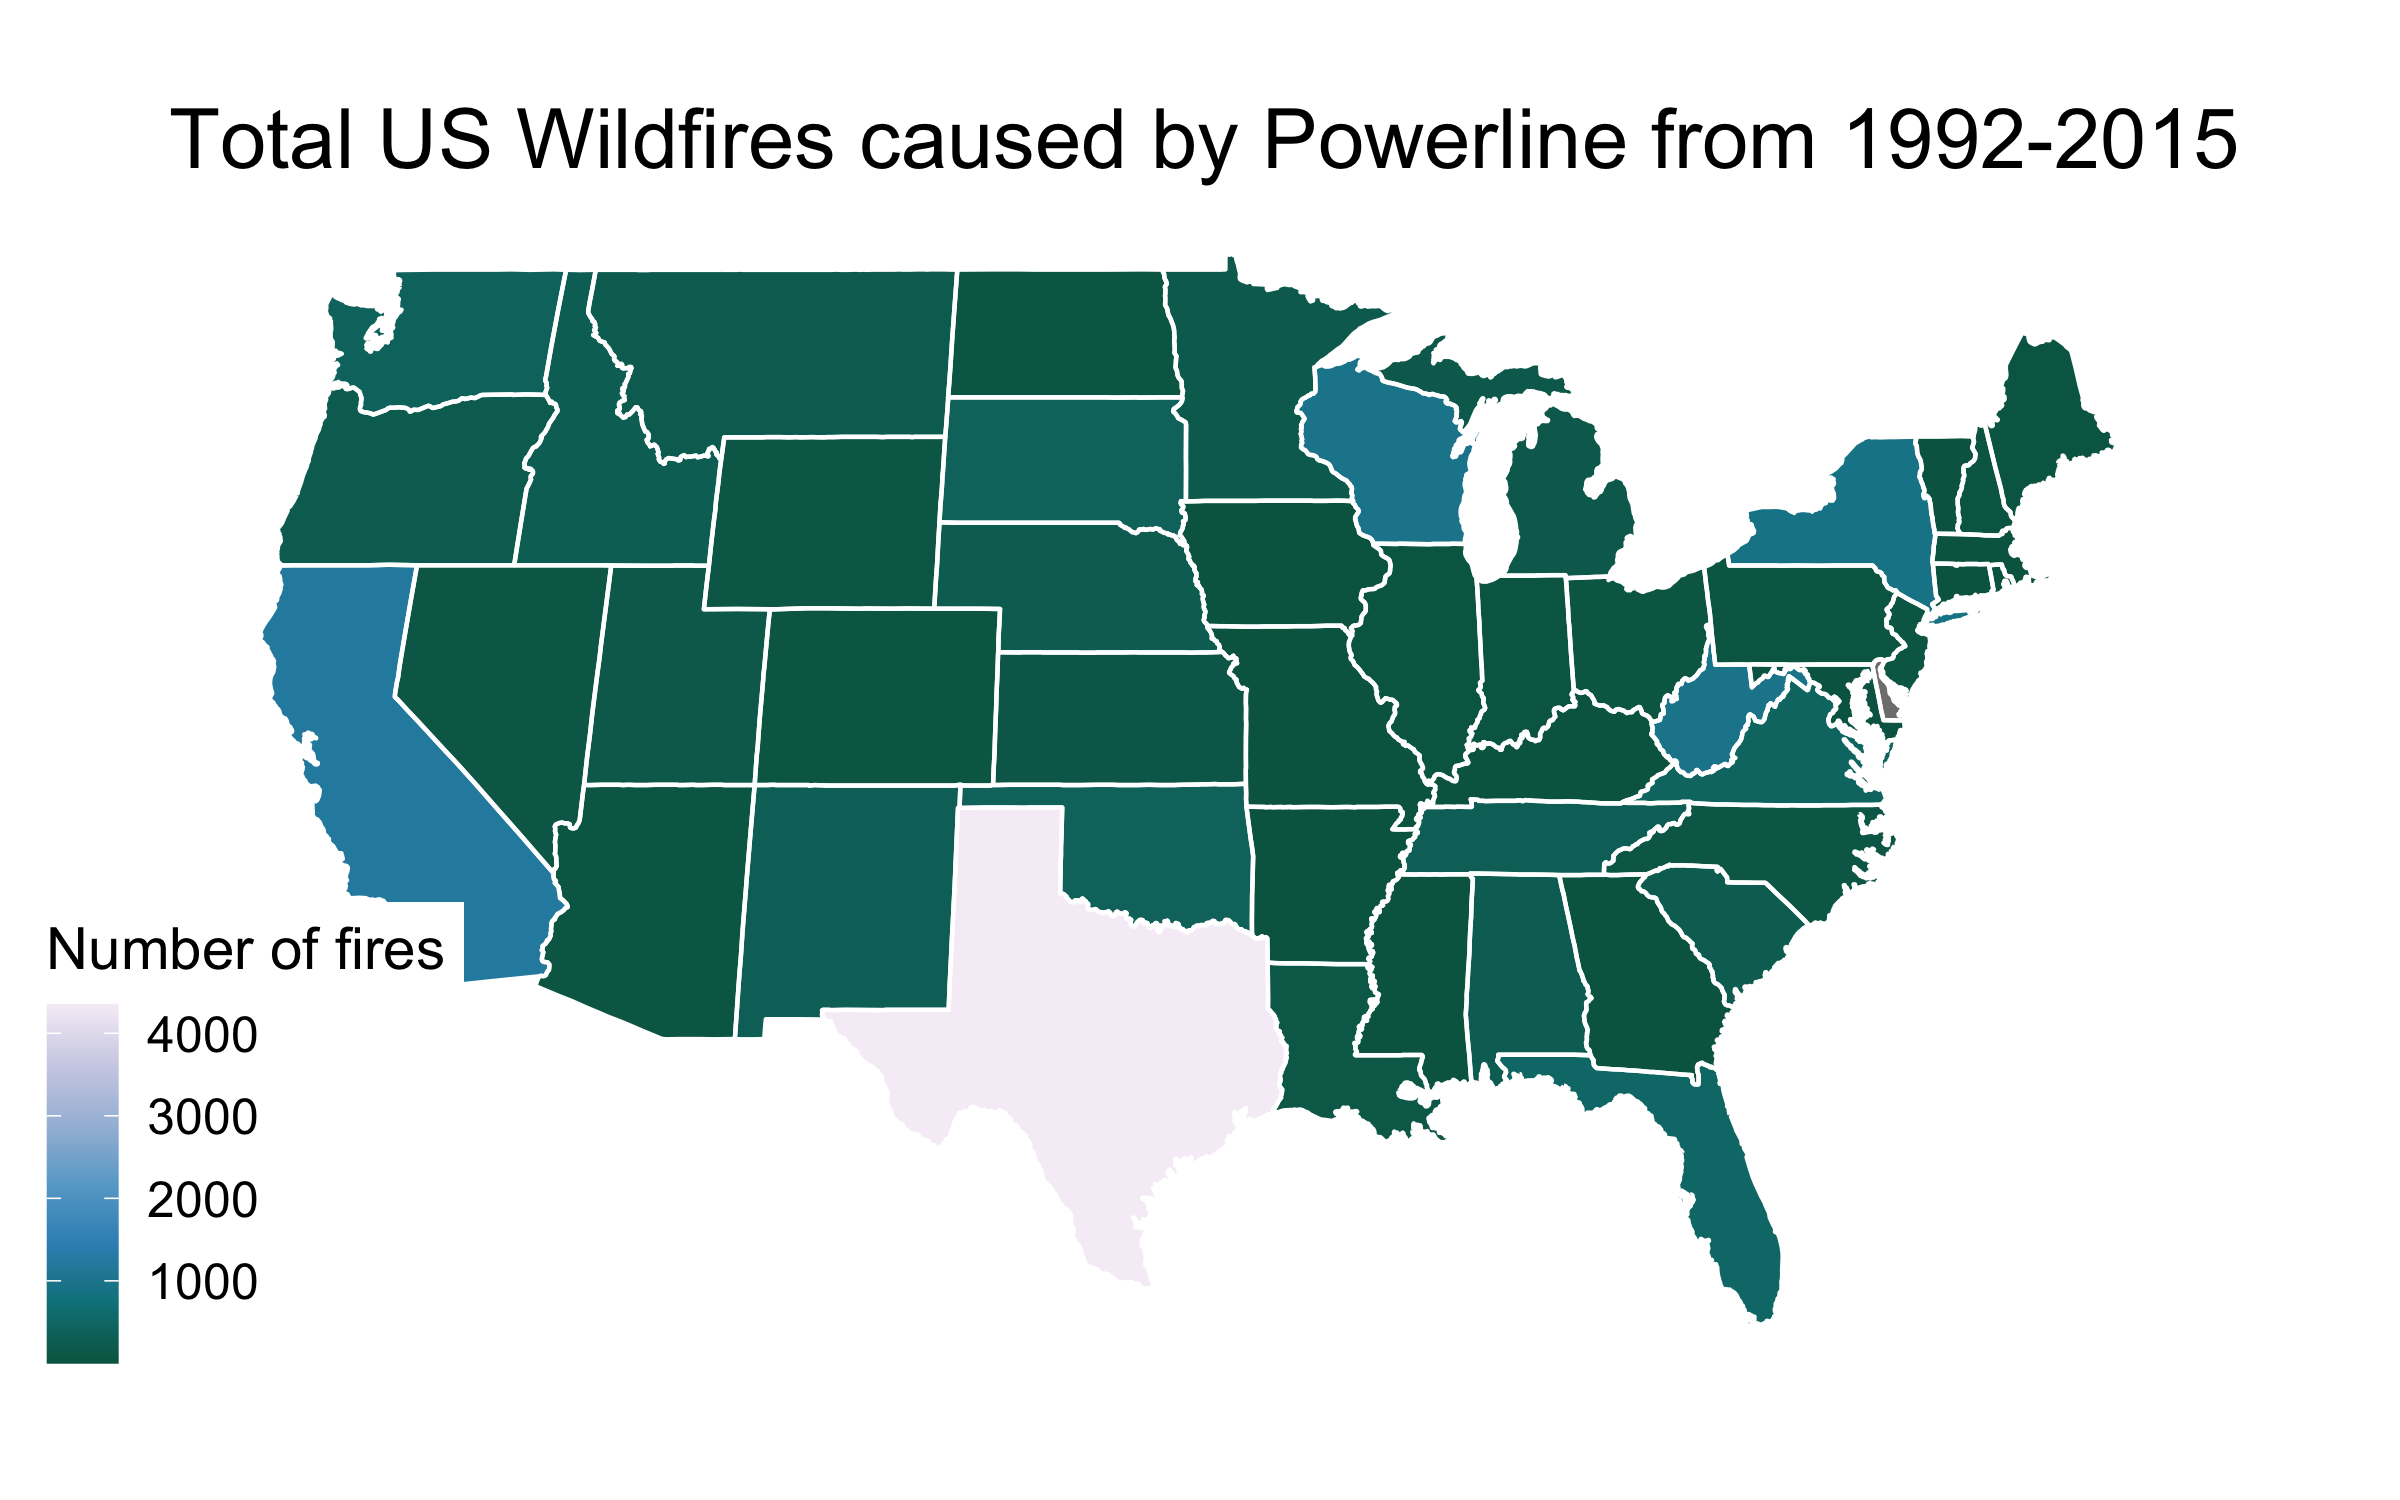 Total US Wildfires caused by Powerline from 1992-2015
Number of fires
4000
3000
2000
1000